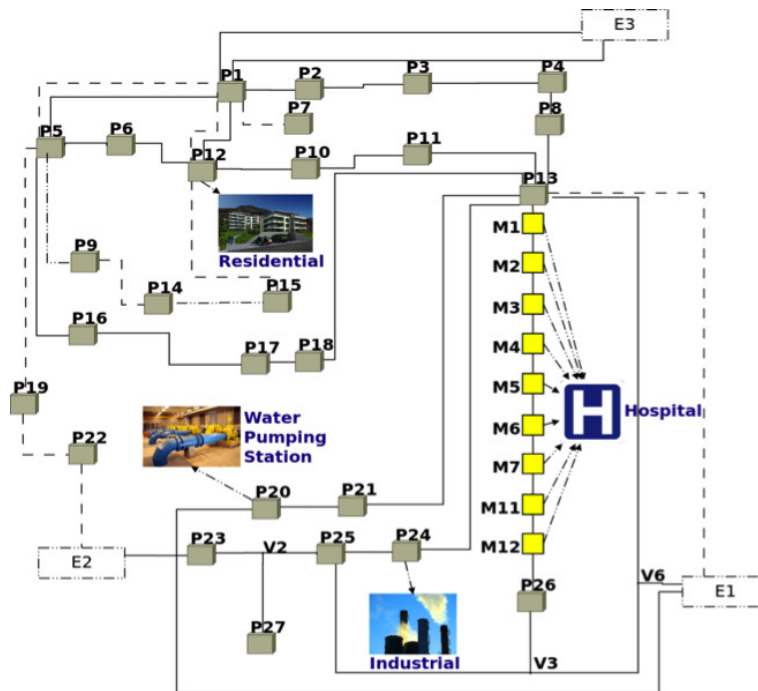 E3
P1
P2
P3
P4
P7
P8
P5
P6
P12
P10
P11
P13
Residential
M1
M2
P9
P14
P15
M3
P16
P17
P18
M4
M5
P19
Water
Pumping
Station
Hospital
H
M6
P22
M7
P20
P21
M11
P23
V2
P25
P24
M12
E2
P26
V6
E1
P27
Industrial
V3